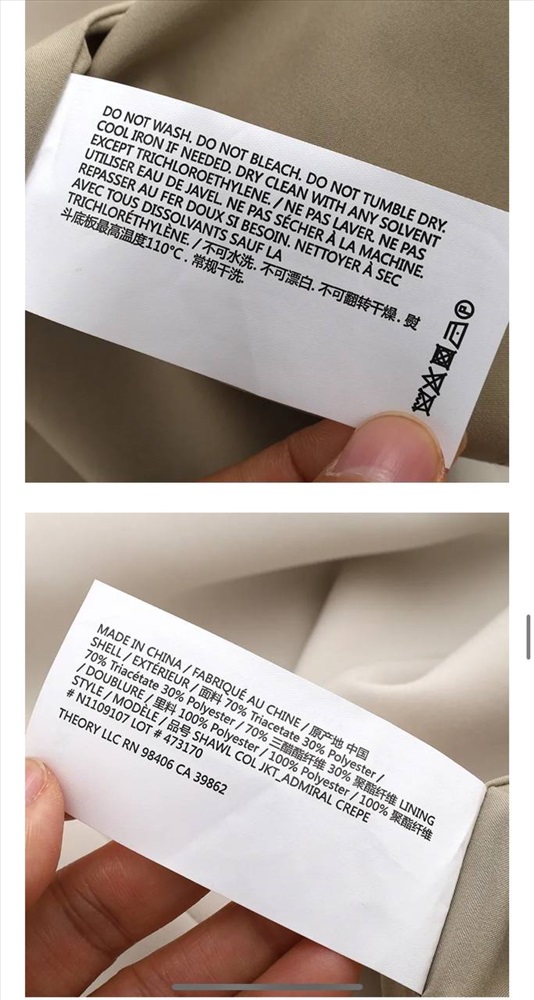 DO NOT WASH. DO NOT BLEACH. DO NOT TUMBLE DRY.
COOL IRON IF NEEDED. DRY CLEAN WITH ANY SOLVENT
EXCEPT TRICHLOROETHYLENE. / NE PAS LAVER. NE PAS
UTILISER EAU DE JAVEL. NE PAS SÉCHER À LA MACHINE.
REPASSER AU FER DOUX SI BESOIN. NETTOYER À SEC
AVEC TOUS DISSOLVANTS SAUF LA
TRICHLORÉTHYLÈNE. / 不可水洗. 不可漂白. 不可翻转干燥. 熨
斗底板最高温度110°C. 常规干洗.
P
MADE IN CHINA / FABRIQUÉ AU CHINE / 原产地 中国
SHELL / EXTÉRIEUR / 面料 70% Triacetate 30% Polyester /
70% Triacétate 30% Polyester / 70% 三醋酯纤维 30% 聚酯纤维 LINING
/ DOUBLURE / 里料 100% Polyester / 100% Polyester / 100% 聚酯纤维
STYLE / MODÈLE / 品号 SHAWL COL JKT_ADMIRAL CREPE
# N1109107 LOT # 473170
THEORY LLC RN 98406 CA 39862